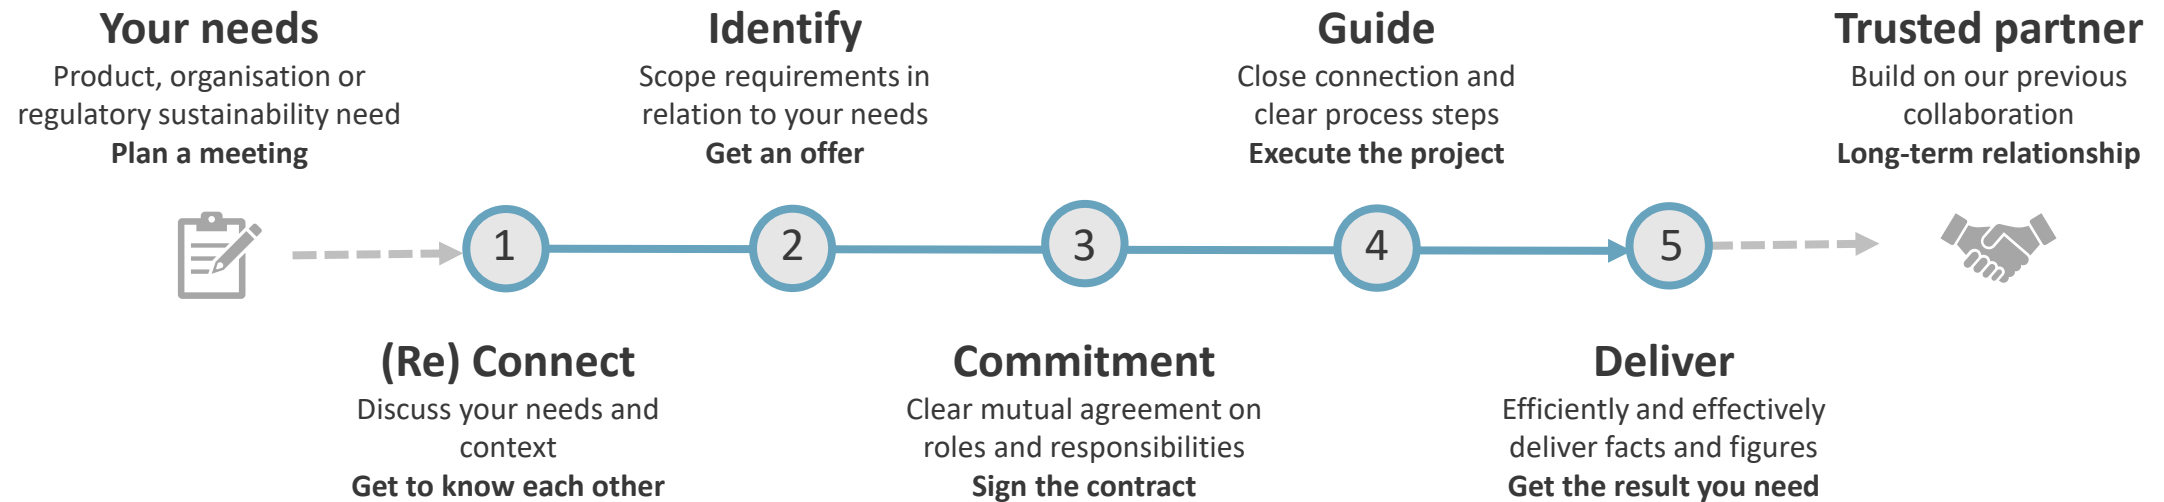 Your needs
Product, organisation or
regulatory sustainability need
Plan a meeting
Identify
Scope requirements in
relation to your needs
Get an offer
Guide
Close connection and
clear process steps
Execute the project
Trusted partner
Build on our previous
collaboration
Long-term relationship
1
2
3
4
5
(Re) Connect
Discuss your needs and
context
Get to know each other
Commitment
Clear mutual agreement on
roles and responsibilities
Sign the contract
Deliver
Efficiently and effectively
deliver facts and figures
Get the result you need